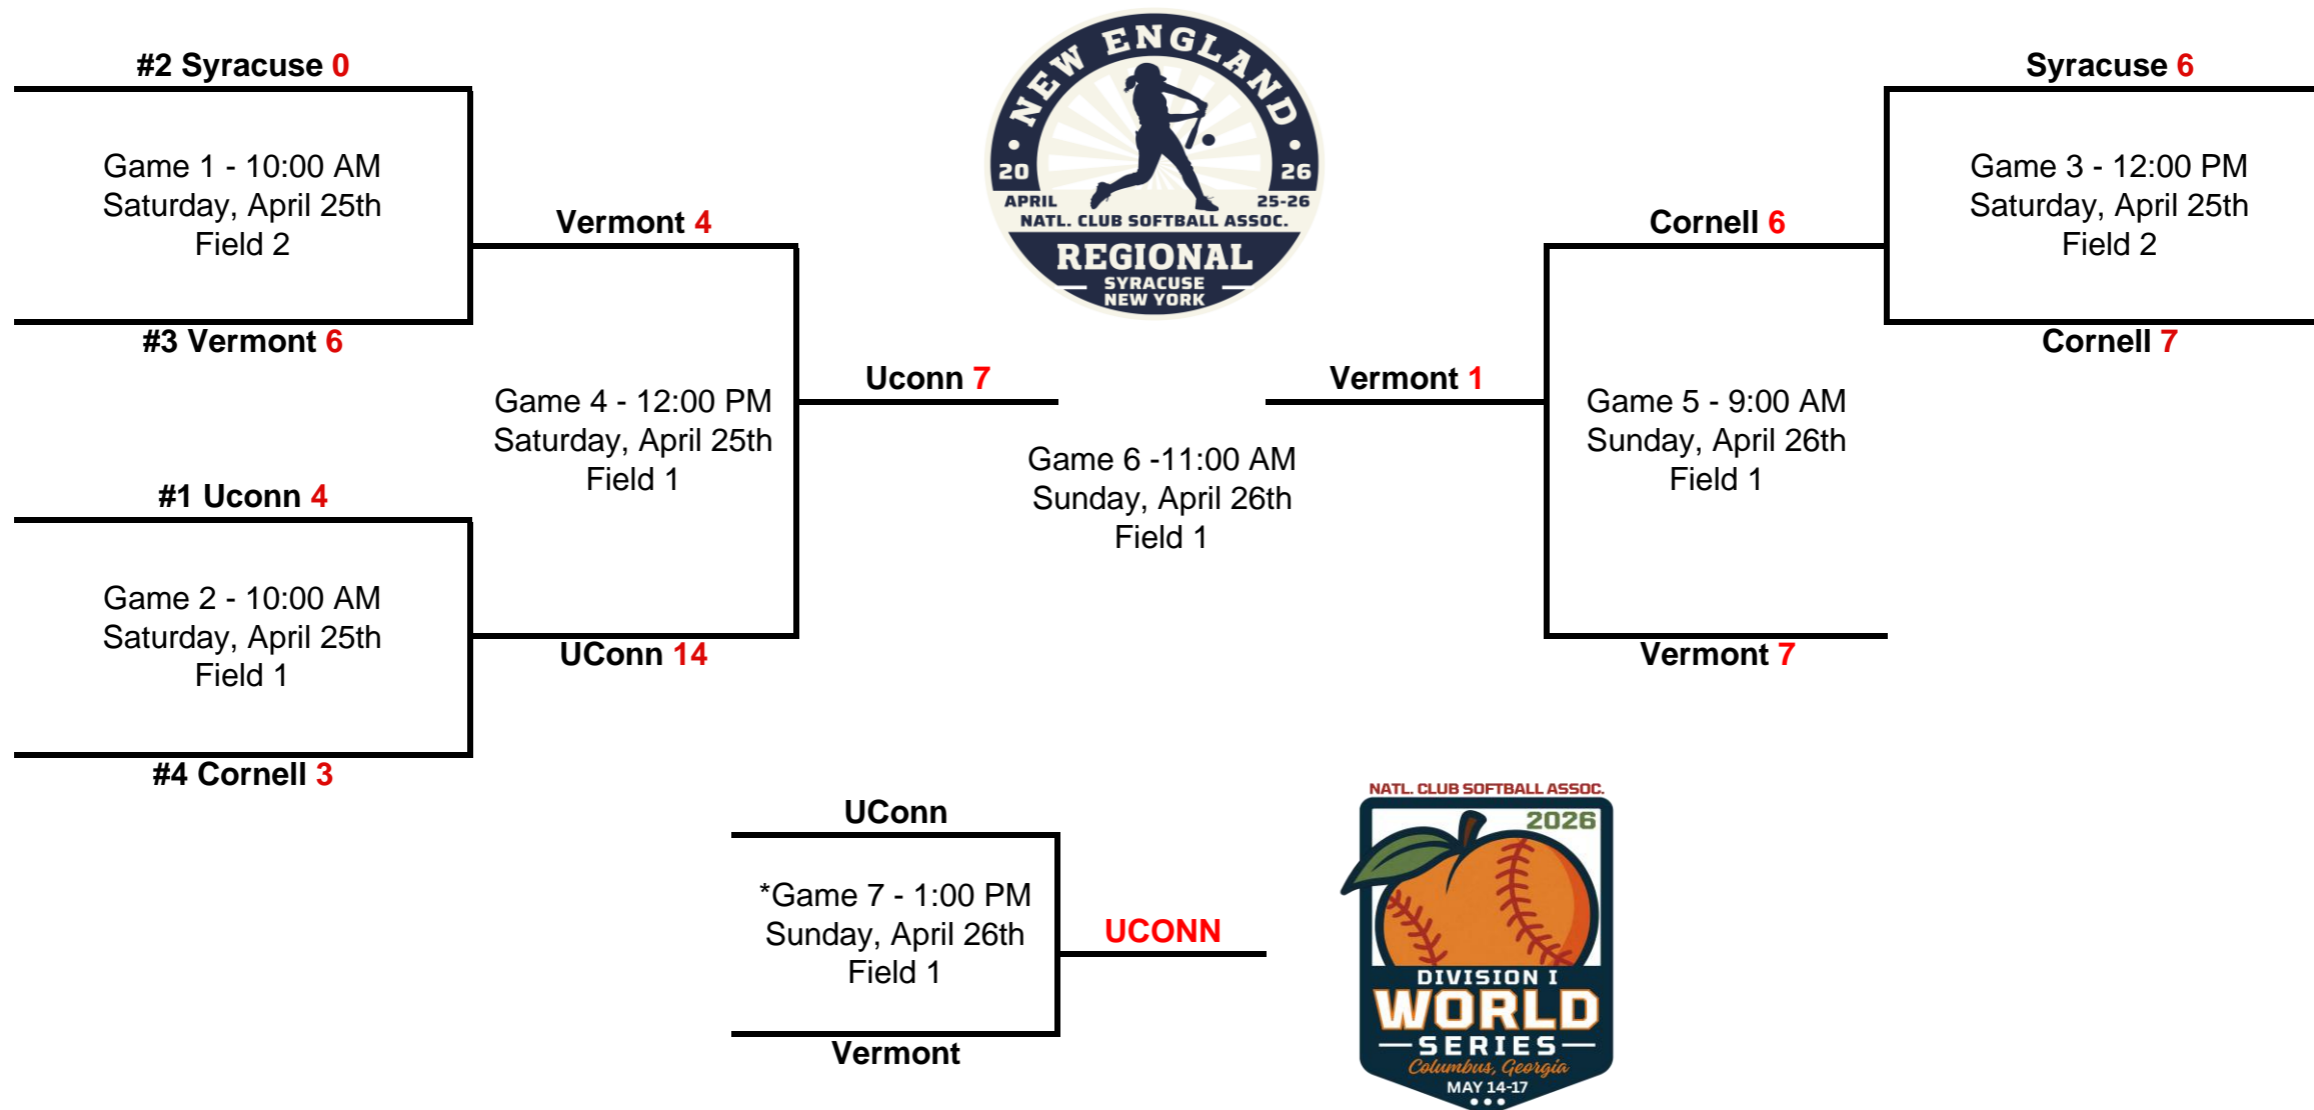 #2 Syracuse 0
Game 1 - 10:00 AM
Saturday, April 25th
Field 2
#3 Vermont 6
Vermont 4
Game 4 - 12:00 PM
Saturday, April 25th
Field 1
UConn 14
#1 Uconn 4
Game 2 - 10:00 AM
Saturday, April 25th
Field 1
#4 Cornell 3
Uconn 7
NEW ENGLAND
20 26
APRIL 25-26
NATL. CLUB SOFTBALL ASSOC.
REGIONAL
SYRACUSE
NEW YORK
Game 6 -11:00 AM
Sunday, April 26th
Field 1
Vermont 1
Cornell 6
Game 5 - 9:00 AM
Sunday, April 26th
Field 1
Vermont 7
Syracuse 6
Game 3 - 12:00 PM
Saturday, April 25th
Field 2
Cornell 7
UConn
*Game 7 - 1:00 PM
Sunday, April 26th
Field 1
Vermont
UCONN
NATL. CLUB SOFTBALL ASSOC.
2026
DIVISION I
WORLD
SERIES
Columbus, Georgia
MAY 14-17